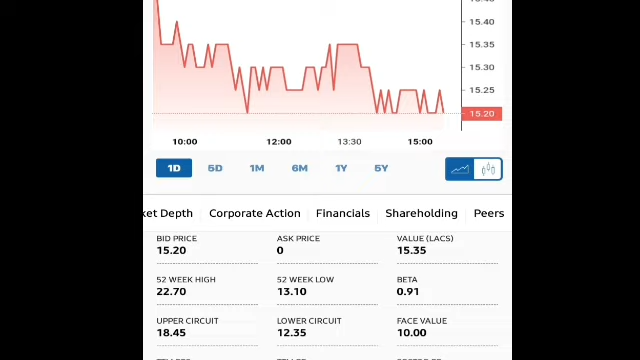 15.40
15.35
15.30
15.25
15.20
10:00 12:00 13:30 15:00
1D 5D 1M 6M 1Y 5Y
ket Depth Corporate Action Financials Shareholding Peers
BID PRICE ASK PRICE VALUE (LACS)
15.20 0 15.35
52 WEEK HIGH 52 WEEK LOW BETA
22.70 13.10 0.91
UPPER CIRCUIT LOWER CIRCUIT FACE VALUE
18.45 12.35 10.00